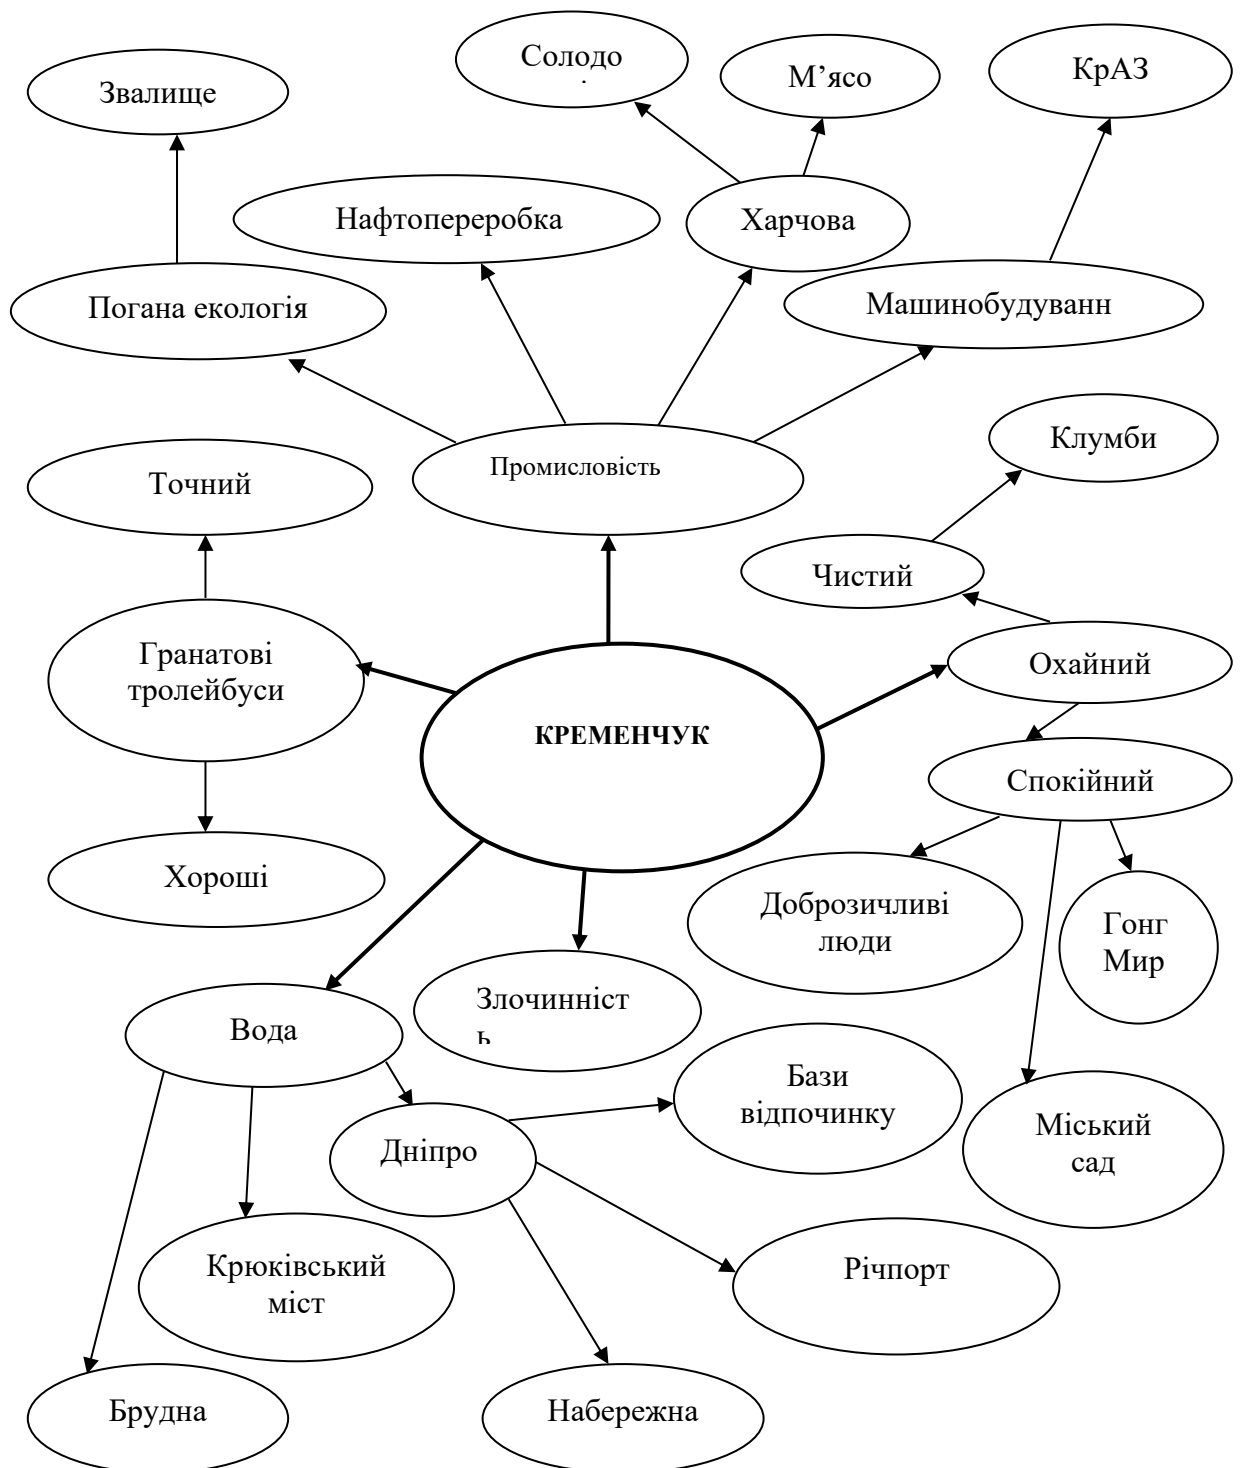 Солодо
М’ясо
КрАЗ
Звалище
Нафтопереробка
Харчова
Погана екологія
Машинобудуванн
Клумби
Промисловість
Точний
Чистий
Гранатові
тролейбуси
Охайний
КРЕМЕНЧУК
Спокійний
Хороші
Доброзичливі
люди
Гонг
Мир
Злочинніст
ь
Вода
Бази
відпочинку
Дніпро
Міський
сад
Крюківський
міст
Річпорт
Брудна
Набережна